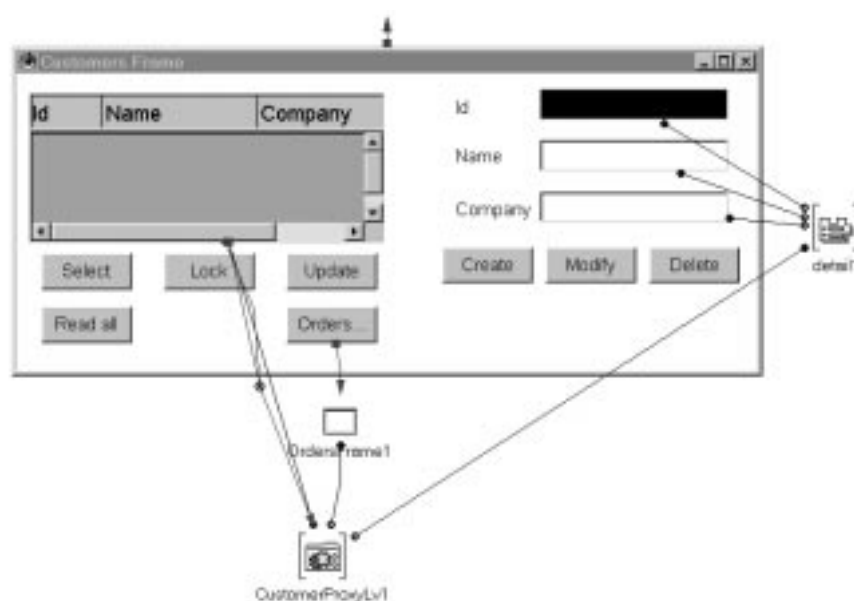 Customers Frame
Id Name Company
Id
Name
Company
Select Lock Update
Create Modify Delete
Read all Orders...
detail
OrdersFrame1
CustomerProxyLv1